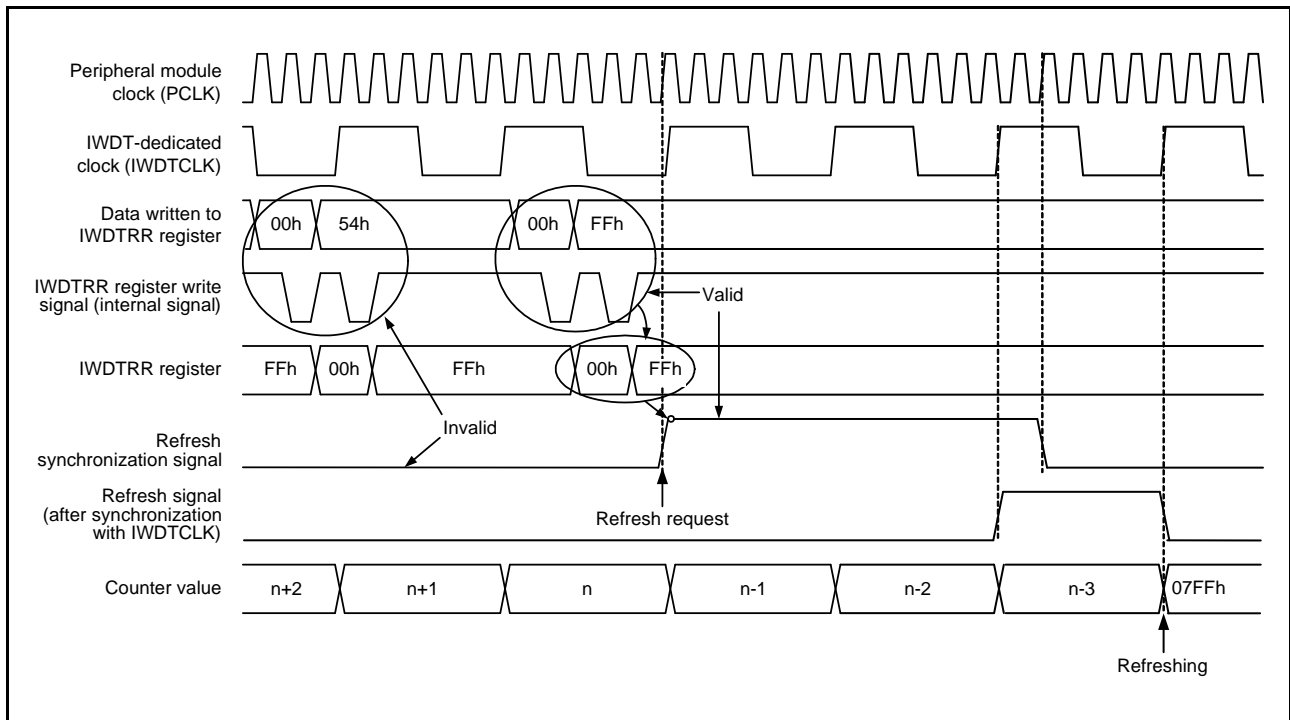 Peripheral module
clock (PCLK)
IWDT-dedicated
clock (IWDTCLK)
Data written to
IWDTRR register
00h 54h 00h FFh
IWDTRR register write
signal (internal signal)
Valid
IWDTRR register
FFh 00h FFh 00h FFh
Invalid
Refresh
synchronization signal
Refresh signal
(after synchronization
with IWDTCLK)
Refresh request
Counter value
n+2 n+1 n n-1 n-2 n-3 07FFh
Refreshing